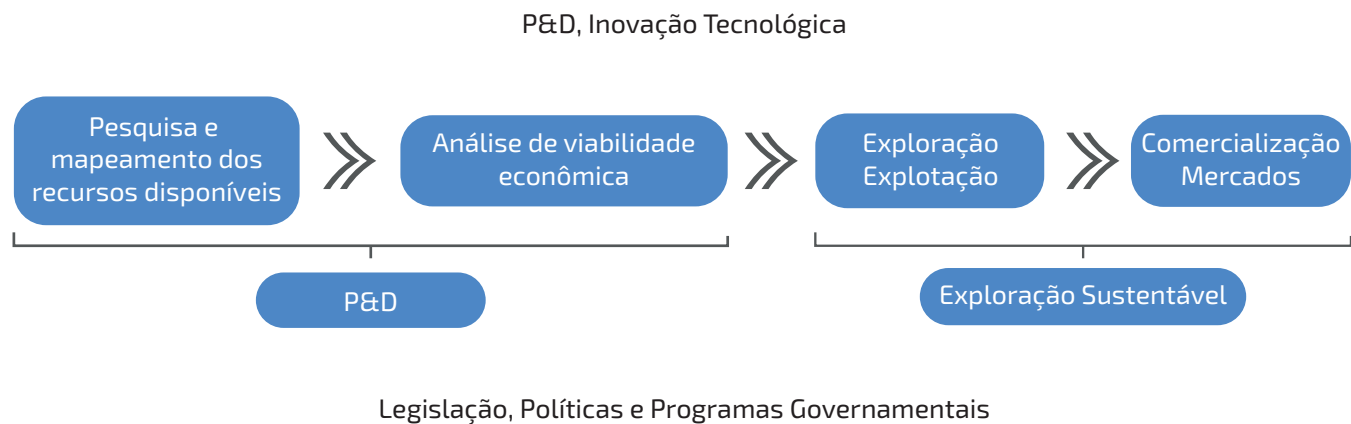 P&D, Inovação Tecnológica
Pesquisa e
mapeamento dos
recursos disponíveis
Análise de viabilidade
econômica
Exploração
Explotação
Comercialização
Mercados
P&D
Exploração Sustentável
Legislação, Políticas e Programas Governamentais